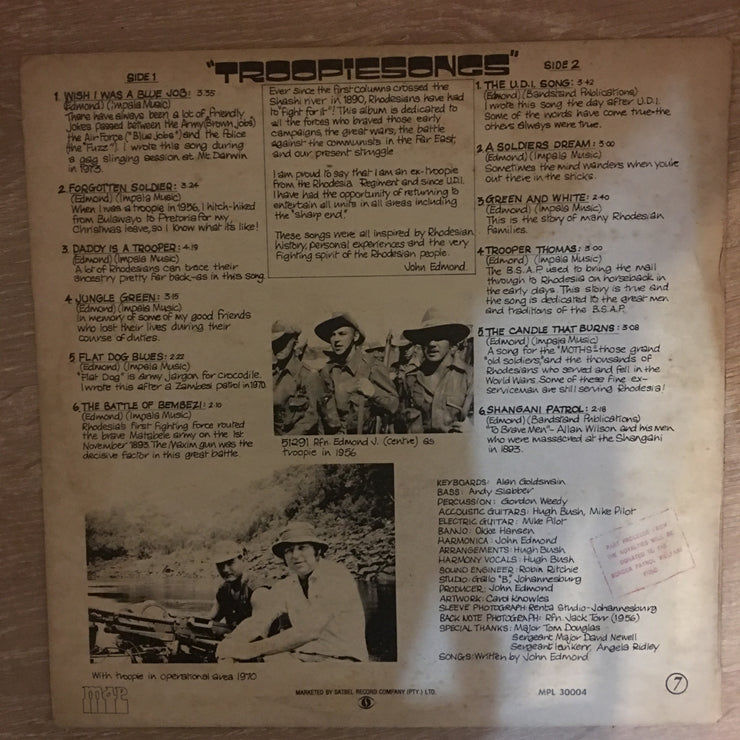 "TROOPIESONGS"
SIDE 1
1. WISH I WAS A BLUE JOB: 3:35
(Edmond) (Impala Music)
There have always been a lot of friendly
Jokes passed between the Army (Brown Jobs)
the Air Force ("Blue Jobs") and the Police
(the "Fuzz"). I wrote this song during
a gag slinging session at Mt. Darwin
in 1973.
2. FORGOTTEN SOLDIER: 3:24
(Edmond) (Impala Music)
When I was a troopie in 1956, I hitch-hiked
from Bulawayo to Pretoria for my
Christmas leave, so I know what it's like!
3. DADDY IS A TROOPER: 4:19
(Edmond) (Impala Music)
A lot of Rhodesians can trace their
ancestry pretty far back-as in this song.
4 JUNGLE GREEN: 3:15
(Edmond) (Impala Music)
In memory of some of my good friends
who lost their lives during their
course of duties.
5 FLAT DOG BLUES: 2:22
(Edmond) (Impala Music)
"Flat Dog" is Army Jargon for crocodile.
I wrote this after a Zambesi patrol in 1970.
6. THE BATTLE OF BEMBEZI: 2:10
(Edmond) (Impala Music)
Rhodesia's first fighting force routed
the brave Matabele army on the 1st
November 1893. The Maxim gun was the
decisive factor in this great battle.
Ever since the first columns crossed the
Shashi river in 1890, Rhodesians have had
to "fight for it"! This album is dedicated to
all the forces who braved those early
campaigns, the great wars, the battle
against the communists in the Far East,
and our present struggle
I am proud to say that I am an ex-troopie
from the Rhodesia Regiment and since U.D.I.
I have had the opportunity of returning to
entertain all units in all areas including
the "sharp end."
These songs were all inspired by Rhodesian
history, personal experiences and the very
fighting spirit of the Rhodesian people.
John Edmond.
SIDE 2
1. THE U.D.I. SONG: 3:42
(Edmond) (Bandstand Publications)
I wrote this song the day after U.D.I.
Some of the words have come true-the
others always were true.
2. A SOLDIERS DREAM: 3:00
(Edmond) (Impala Music)
Sometimes the mind wanders when you're
out there in the sticks.
3 GREEN AND WHITE: 2:40
(Edmond) (Impala Music)
This is the story of many Rhodesian
families.
4 TROOPER THOMAS: 3:00
(Edmond) (Impala Music)
The B.S.A.P used to bring the mail
through to Rhodesia on horseback in
the early days. This story is true and
the song is dedicated to the great men
and traditions of the B.S.A.P.
5 THE CANDLE THAT BURNS: 3:08
(Edmond) (Impala Music)
A song for the "MOTHS"-those grand
"old soldiers," and the thousands of
Rhodesians who served and fell in the
World Wars. Some of these fine ex-
servicemen are still serving Rhodesia!
6 SHANGANI PATROL: 2:18
(Edmond) (Bandstand Publications)
"To Brave Men"- Allan Wilson and his men
who were massacred at the Shangani
in 1893.
51291 Rfn. Edmond J. (centre) as
troopie in 1956
KEYBOARDS: Alan Goldswain
BASS: Andy Slabber
PERCUSSION: Gordon Weedy
ACCOUSTIC GUITARS: Hugh Bush, Mike Pilot
ELECTRIC GUITAR: Mike Pilot
BANJO: Okke Hansen
HARMONICA: John Edmond
ARRANGEMENTS: Hugh Bush
HARMONY VOCALS: Hugh Bush
SOUND ENGINEER: Robin Ritchie
STUDIO: Gallo "B", Johannesburg
PRODUCER: John Edmond
ARTWORK: Carol Knowles
SLEEVE PHOTOGRAPH: Renta Studio-Johannesburg
BACK NOTE PHOTOGRAPH: Rfn. Jack Tom (1956)
SPECIAL THANKS: Major Tom Douglas
Sergeant Major David Newell
Sergeant Ian Kerr, Angela Ridley
SONGS: Written by John Edmond
PART PROCEEDS FROM
THE ROYALTIES WILL BE
DONATED TO THE
BORDER PATROL WELFARE
FUND
With troopie in operational area 1970
map
MARKETED BY SATBEL RECORD COMPANY (PTY.) LTD.
MPL 30004
7